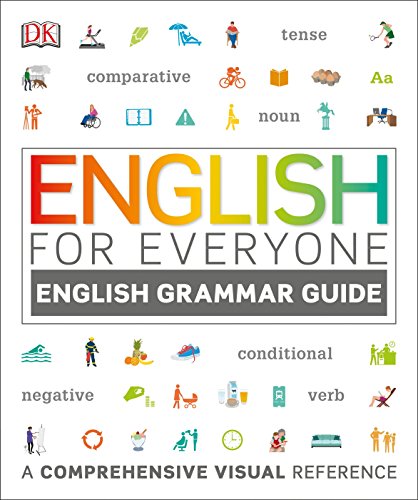 DK
tense
comparative
Aa
noun
ENGLISH
FOR EVERYONE
ENGLISH GRAMMAR GUIDE
conditional
negative
verb
A COMPREHENSIVE VISUAL REFERENCE